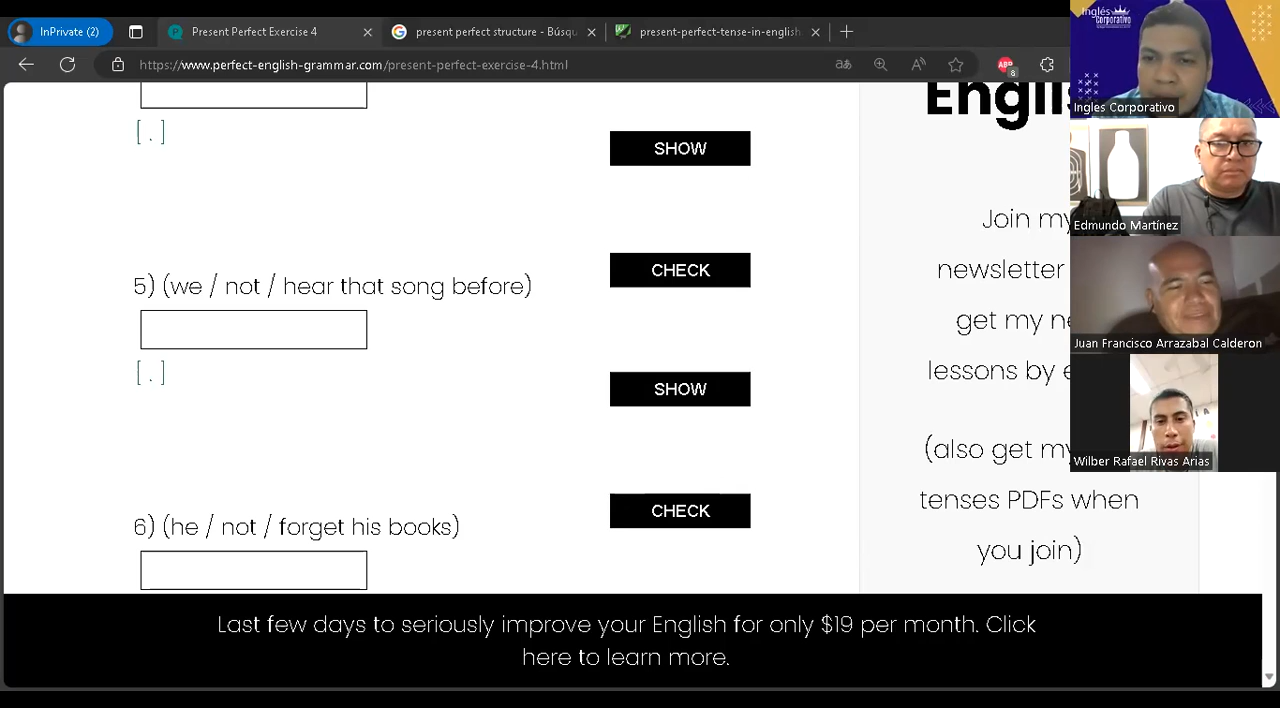 InPrivate (2)
Present Perfect Exercise 4
present perfect structure - Búsqu
present-perfect-tense-in-english
https://www.perfect-english-grammar.com/present-perfect-exercise-4.html
ABP
8
Inglés
Corporativo
Ingles Corporativo
Edmundo Martínez
Juan Francisco Arrazabal Calderon
Wilber Rafael Rivas Arias
[ . ]
SHOW
CHECK
5) (we / not / hear that song before)
[ . ]
SHOW
CHECK
6) (he / not / forget his books)
Join my
newsletter
get my ne
lessons by e
(also get my
tenses PDFs when
you join)
Last few days to seriously improve your English for only $19 per month. Click
here to learn more.